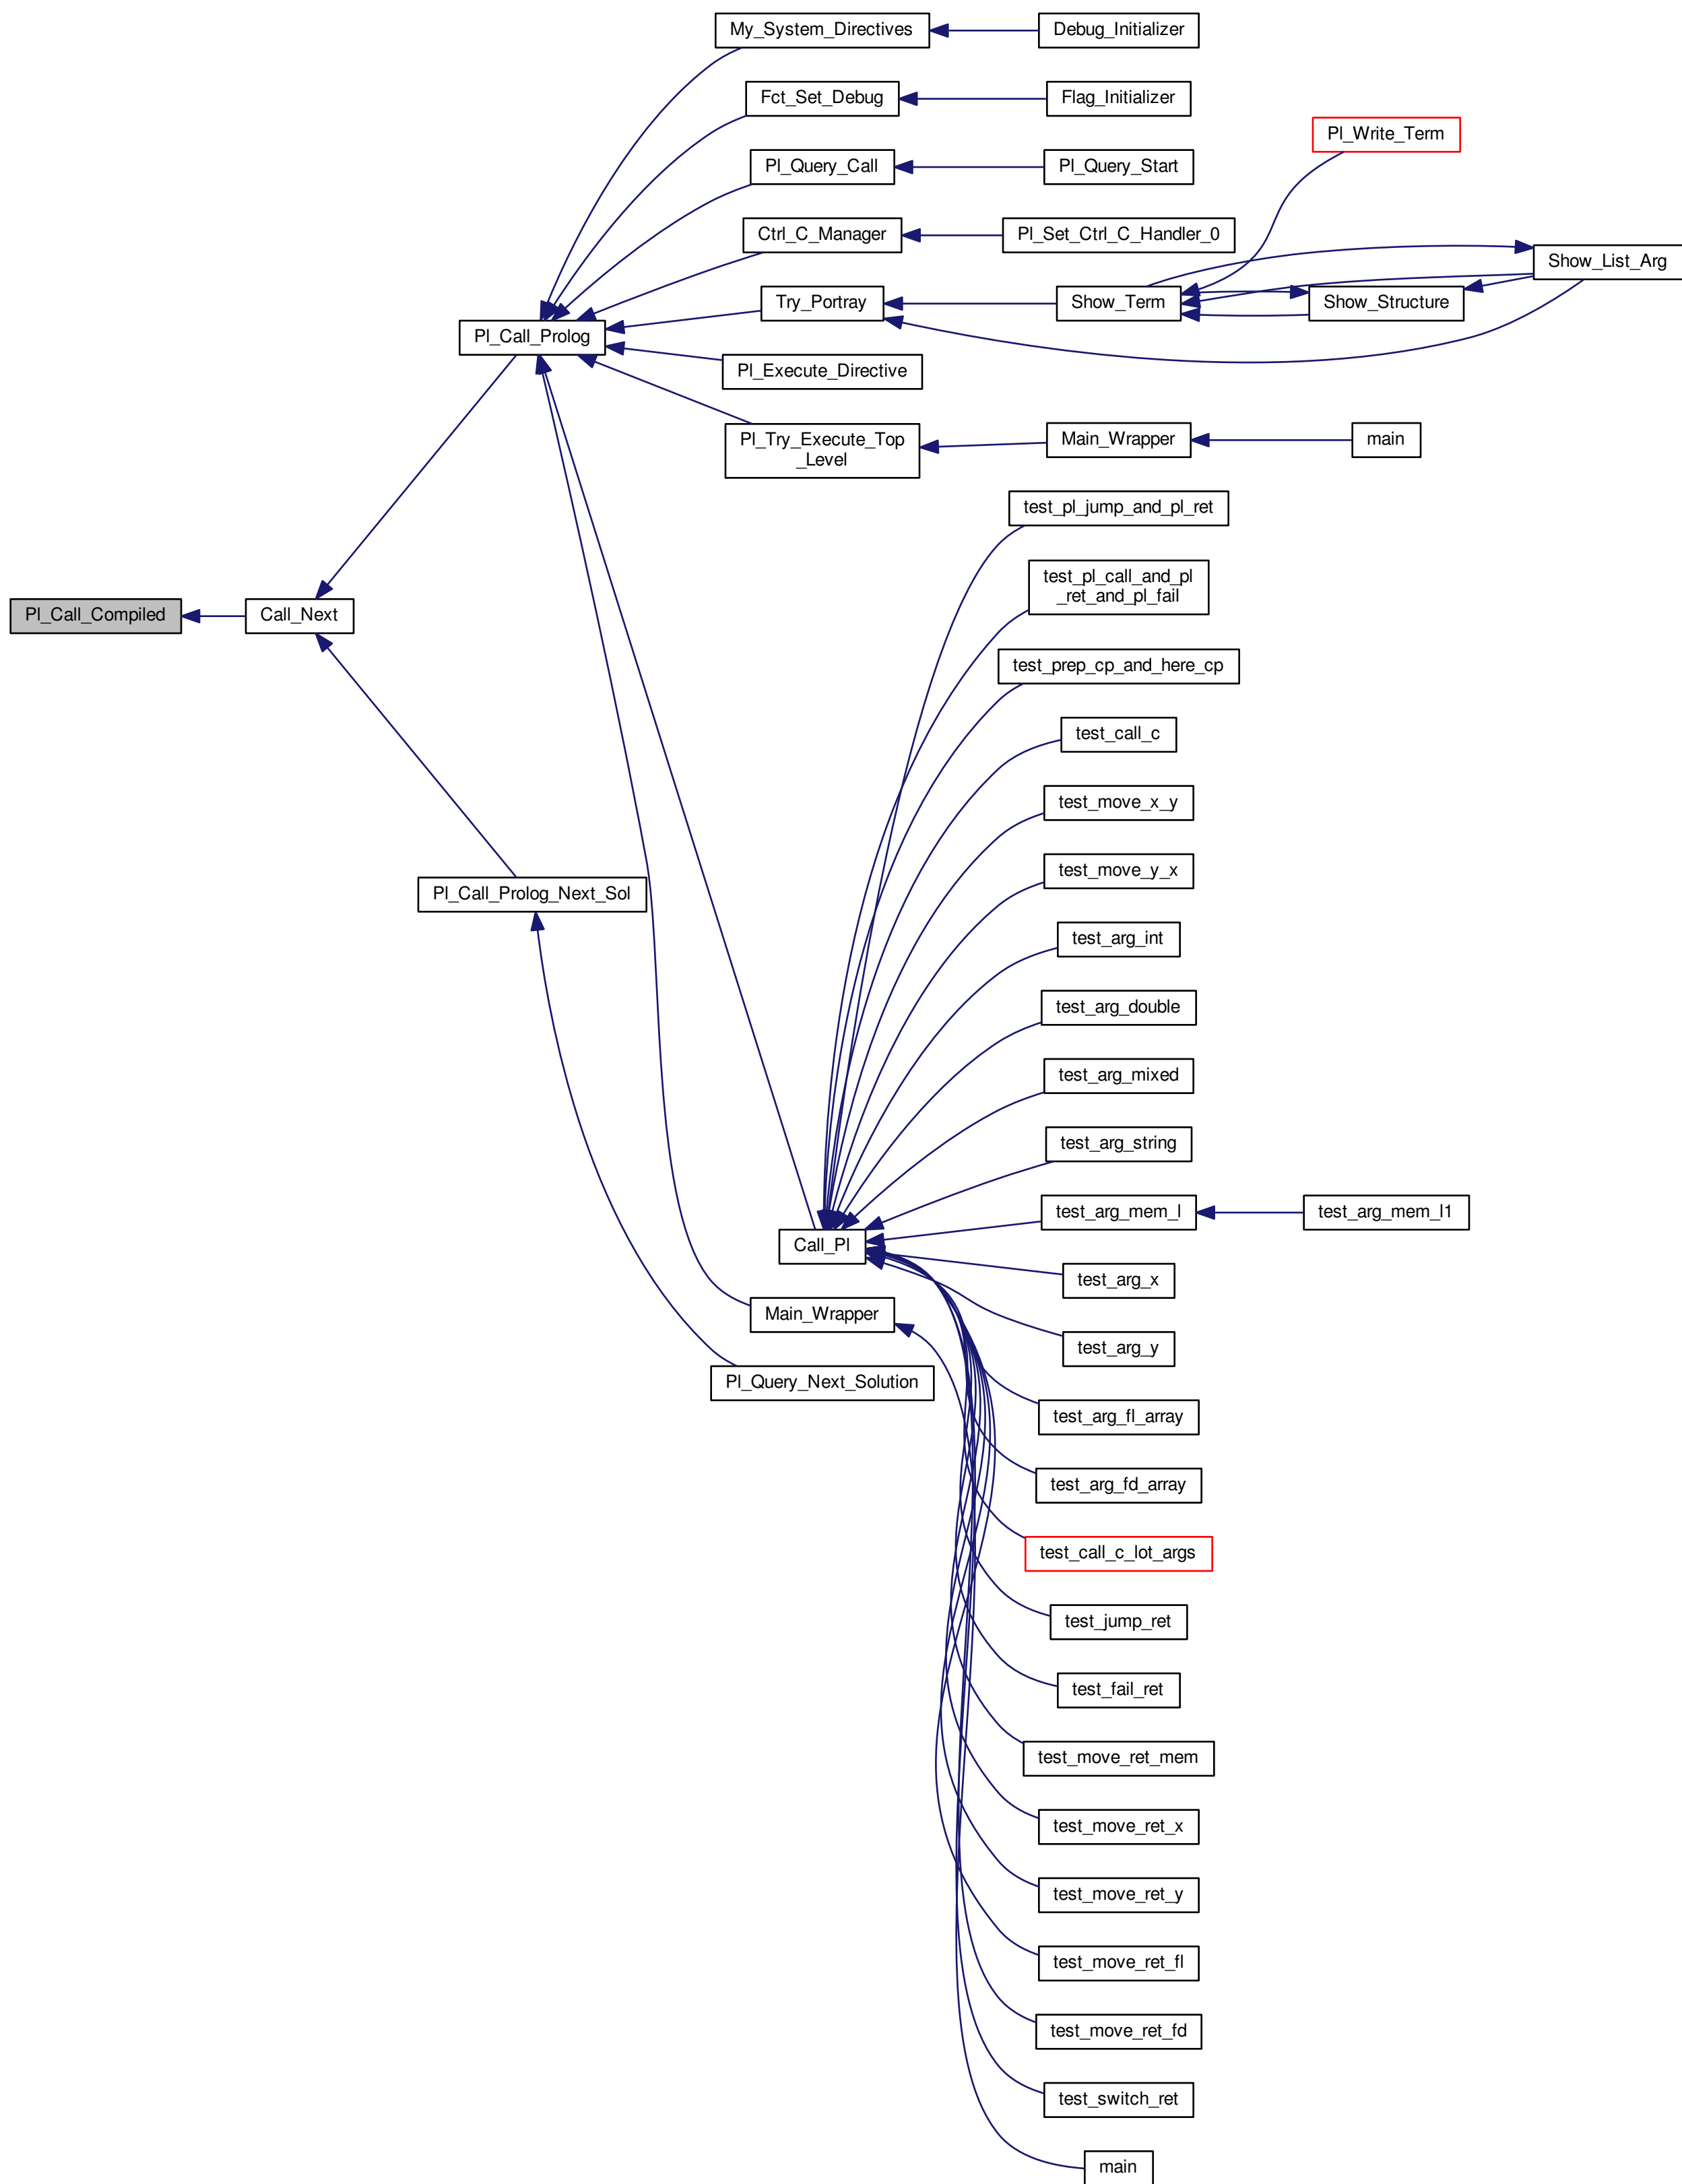 My_System_Directives
Debug_Initializer
Fct_Set_Debug
Flag_Initializer
Pl_Write_Term
Pl_Query_Call
Pl_Query_Start
Ctrl_C_Manager
Pl_Set_Ctrl_C_Handler_0
Show_List_Arg
Try_Portray
Show_Term
Show_Structure
Pl_Call_Prolog
Pl_Execute_Directive
Pl_Try_Execute_Top
_Level
Main_Wrapper
main
test_pl_jump_and_pl_ret
test_pl_call_and_pl
_ret_and_pl_fail
Pl_Call_Compiled
Call_Next
test_prep_cp_and_here_cp
test_call_c
test_move_x_y
test_move_y_x
Pl_Call_Prolog_Next_Sol
test_arg_int
test_arg_double
test_arg_mixed
test_arg_string
test_arg_mem_l
test_arg_mem_l1
Call_Pl
test_arg_x
Main_Wrapper
test_arg_y
Pl_Query_Next_Solution
test_arg_fl_array
test_arg_fd_array
test_call_c_lot_args
test_jump_ret
test_fail_ret
test_move_ret_mem
test_move_ret_x
test_move_ret_y
test_move_ret_fl
test_move_ret_fd
test_switch_ret
main